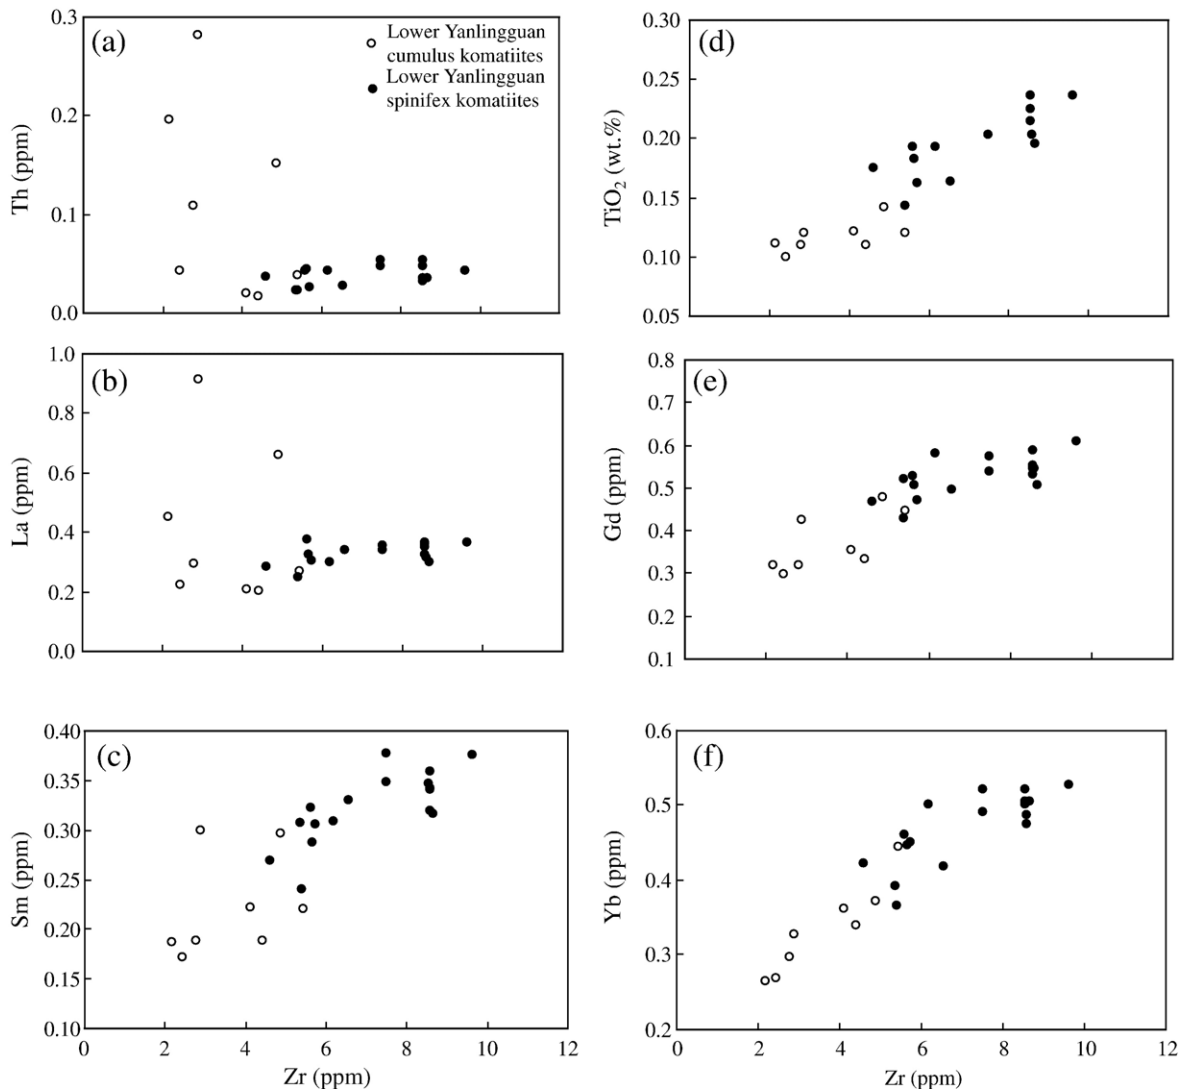 (a)
Lower Yanlingguan
cumulus komatiites
Lower Yanlingguan
spinifex komatiites
0.3
0.2
0.1
0.0
Th (ppm)
(d)
0.30
0.25
0.20
0.15
0.10
0.05
TiO₂ (wt.%)
(b)
1.0
0.8
0.6
0.4
0.2
0.0
La (ppm)
(e)
0.8
0.7
0.6
0.5
0.4
0.3
0.2
0.1
Gd (ppm)
(c)
0.40
0.35
0.30
0.25
0.20
0.15
0.10
Sm (ppm)
0 2 4 6 8 10 12
Zr (ppm)
(f)
0.6
0.5
0.4
0.3
0.2
Yb (ppm)
0 2 4 6 8 10 12
Zr (ppm)